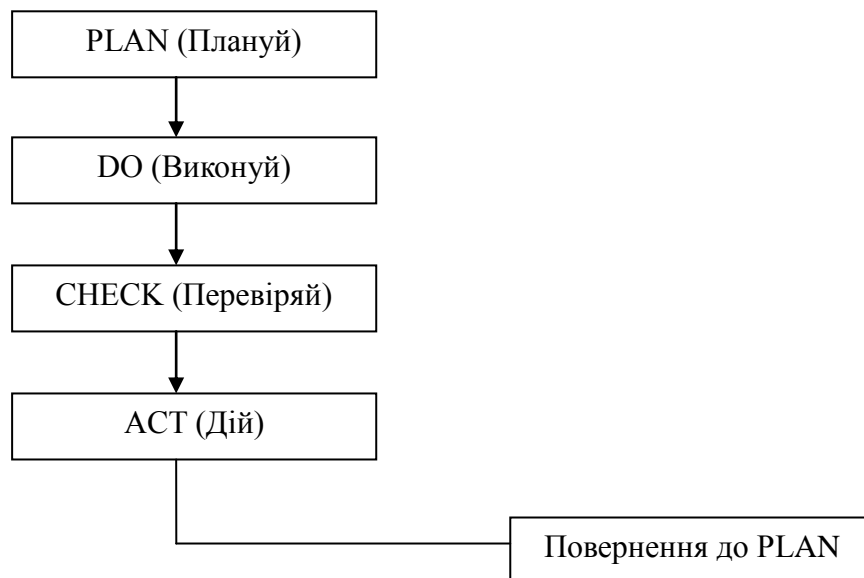 PLAN (Плануй)
DO (Виконуй)
CHECK (Перевіряй)
ACT (Дій)
Повернення до PLAN